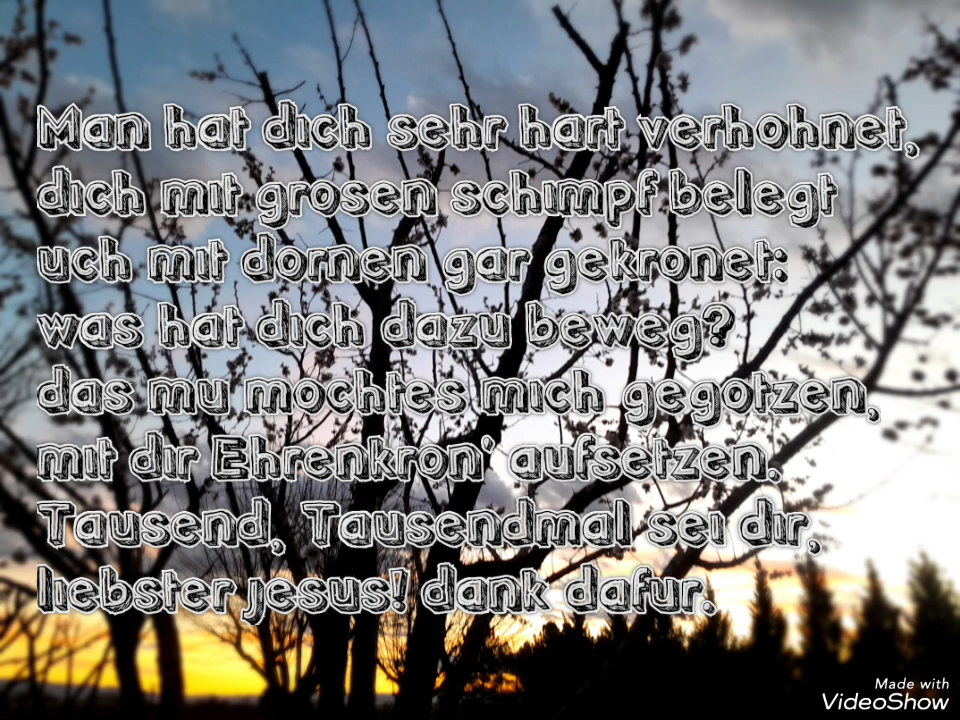 Man hat dich sehr hart verhohnet,
dich mit grosen schimpf belegt
uch mit dornen gar gekronet:
was hat dich dazu beweg?
das mu mochtes mich gegotzen,
mit dir Ehrenkron' aufsetzen.
Tausend, Tausendmal sei dir,
liebster jesus! dank dafur.
Made with
VideoShow